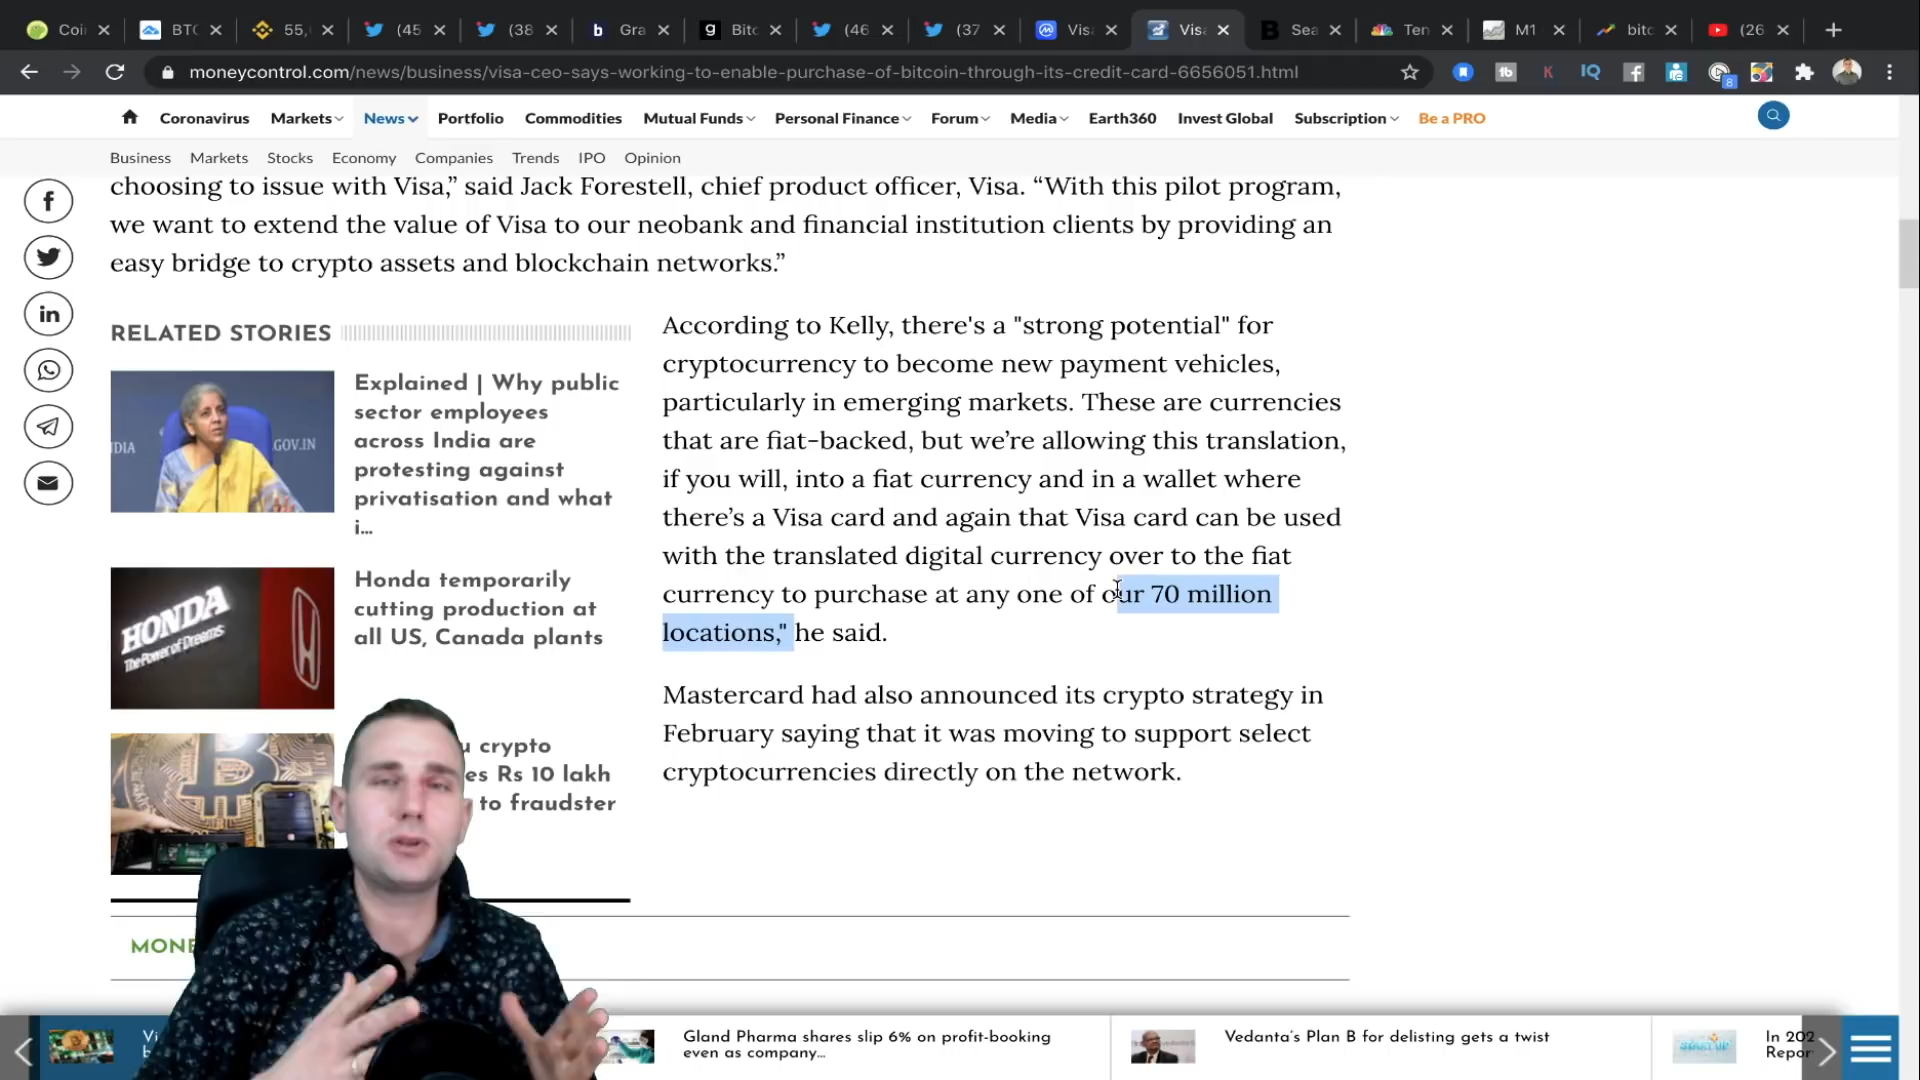 Coi
BTC
55,
(45
(38
Gra
Bitc
(46
(37
Visa
Visa
Sea
Ten
M1
bitc
(26
moneycontrol.com/news/business/visa-ceo-says-working-to-enable-purchase-of-bitcoin-through-its-credit-card-6656051.html
Coronavirus Markets News Portfolio Commodities Mutual Funds Personal Finance Forum Media Earth360 Invest Global Subscription Be a PRO
Business Markets Stocks Economy Companies Trends IPO Opinion
choosing to issue with Visa,” said Jack Forestell, chief product officer, Visa. “With this pilot program,
we want to extend the value of Visa to our neobank and financial institution clients by providing an
easy bridge to crypto assets and blockchain networks.”
RELATED STORIES
INDIA
GOV.IN
Explained | Why public
sector employees
across India are
protesting against
privatisation and what
i...
HONDA
The Power of Dreams
Honda temporarily
cutting production at
all US, Canada plants
u crypto
es Rs 10 lakh
to fraudster
According to Kelly, there's a "strong potential" for
cryptocurrency to become new payment vehicles,
particularly in emerging markets. These are currencies
that are fiat-backed, but we’re allowing this translation,
if you will, into a fiat currency and in a wallet where
there’s a Visa card and again that Visa card can be used
with the translated digital currency over to the fiat
currency to purchase at any one of our 70 million
locations," he said.
Mastercard had also announced its crypto strategy in
February saying that it was moving to support select
cryptocurrencies directly on the network.
MONE
Vi
b
Gland Pharma shares slip 6% on profit-booking
even as company...
Vedanta’s Plan B for delisting gets a twist
STARTUP
In 202
Repor